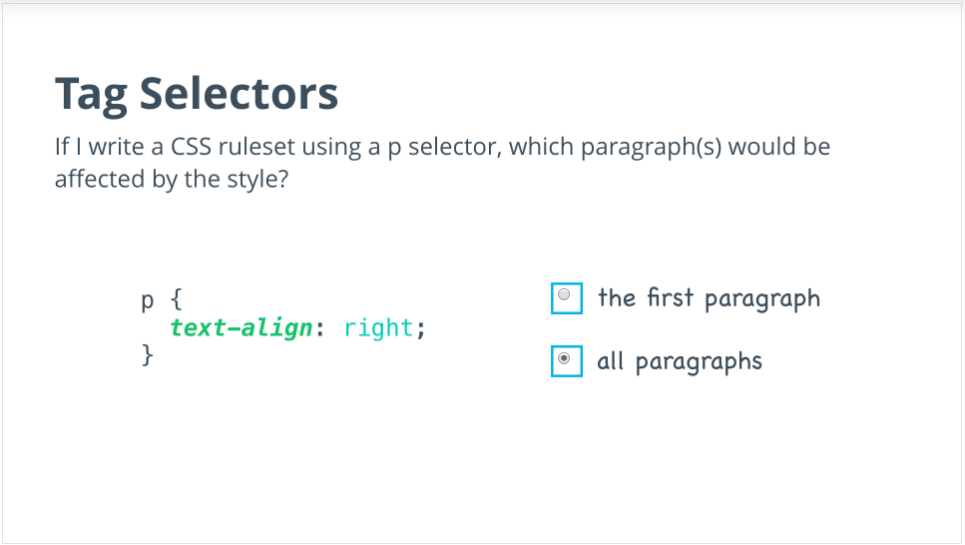 Tag Selectors
If I write a CSS ruleset using a p selector, which paragraph(s) would be
affected by the style?
p {
  text-align: right;
}
the first paragraph
all paragraphs